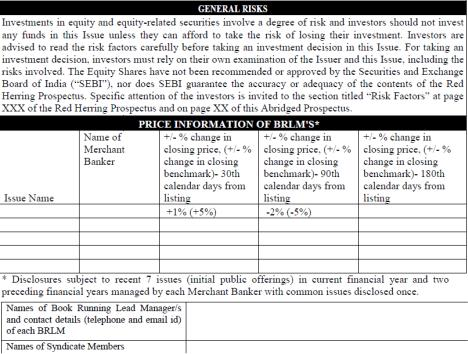 GENERAL RISKS
Investments in equity and equity-related securities involve a degree of risk and investors should not invest
any funds in this Issue unless they can afford to take the risk of losing their investment. Investors are
advised to read the risk factors carefully before taking an investment decision in this Issue. For taking an
investment decision, investors must rely on their own examination of the Issuer and this Issue, including the
risks involved. The Equity Shares have not been recommended or approved by the Securities and Exchange
Board of India (“SEBI”), nor does SEBI guarantee the accuracy or adequacy of the contents of the Red
Herring Prospectus. Specific attention of the investors is invited to the section titled “Risk Factors” at page
XXX of the Red Herring Prospectus and on page XX of this Abridged Prospectus.
PRICE INFORMATION OF BRLM'S*
Issue Name
Name of
Merchant
Banker
+/- % change in
closing price, (+/- %
change in closing
benchmark)- 30th
calendar days from
listing
+/- % change in
closing price, (+/- %
change in closing
benchmark)- 90th
calendar days from
listing
+/- % change in
closing price, (+/- %
change in closing
benchmark)- 180th
calendar days from
listing
+1% (+5%)
-2% (-5%)
* Disclosures subject to recent 7 issues (initial public offerings) in current financial year and two
preceding financial years managed by each Merchant Banker with common issues disclosed once.
Names of Book Running Lead Manager/s
and contact details (telephone and email id)
of each BRLM
Names of Syndicate Members